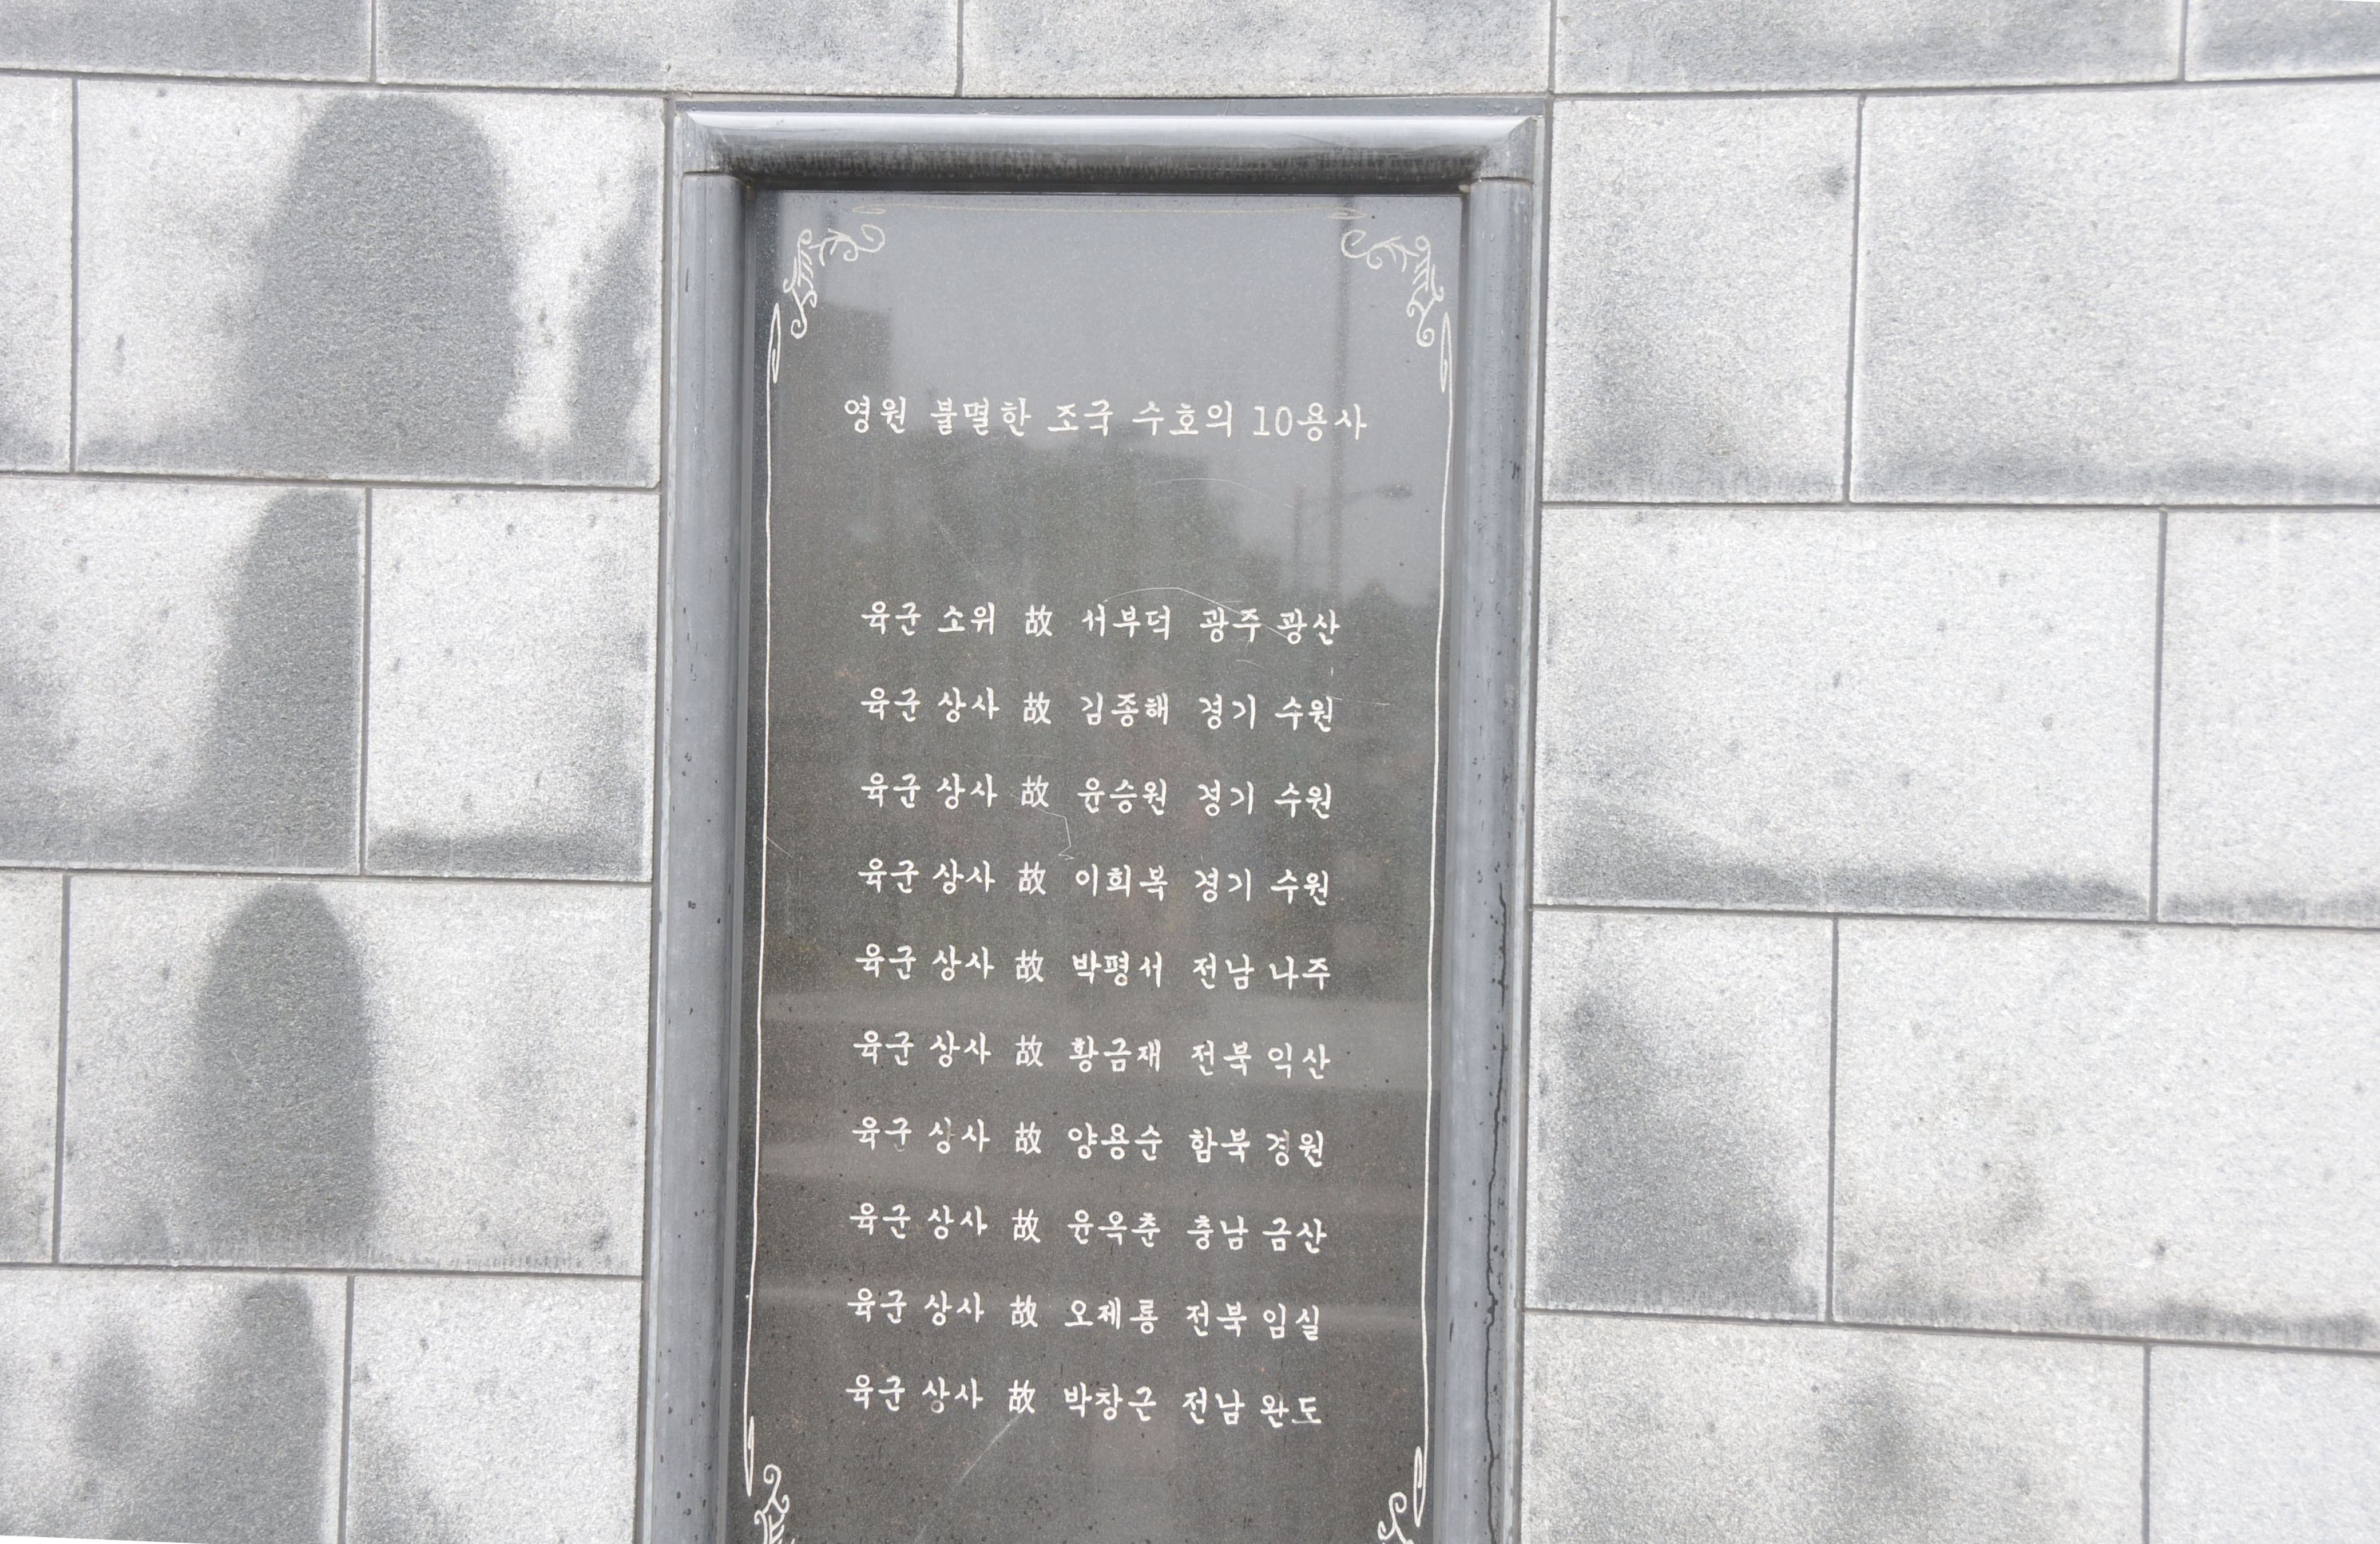 영원 불멸한 조국 수호의 10용사
육군 소위 故 서부덕 광주 광산
육군 상사 故 김종해 경기 수원
육군 상사 故 윤승원 경기 수원
육군 상사 故 이희복 경기 수원
육군 상사 故 박평서 전남 나주
육군 상사 故 황금재 전북 익산
육군 상사 故 양용순 함북 경원
육군 상사 故 윤옥춘 충남 금산
육군 상사 故 오제룡 전북 임실
육군 상사 故 박창근 전남 완도